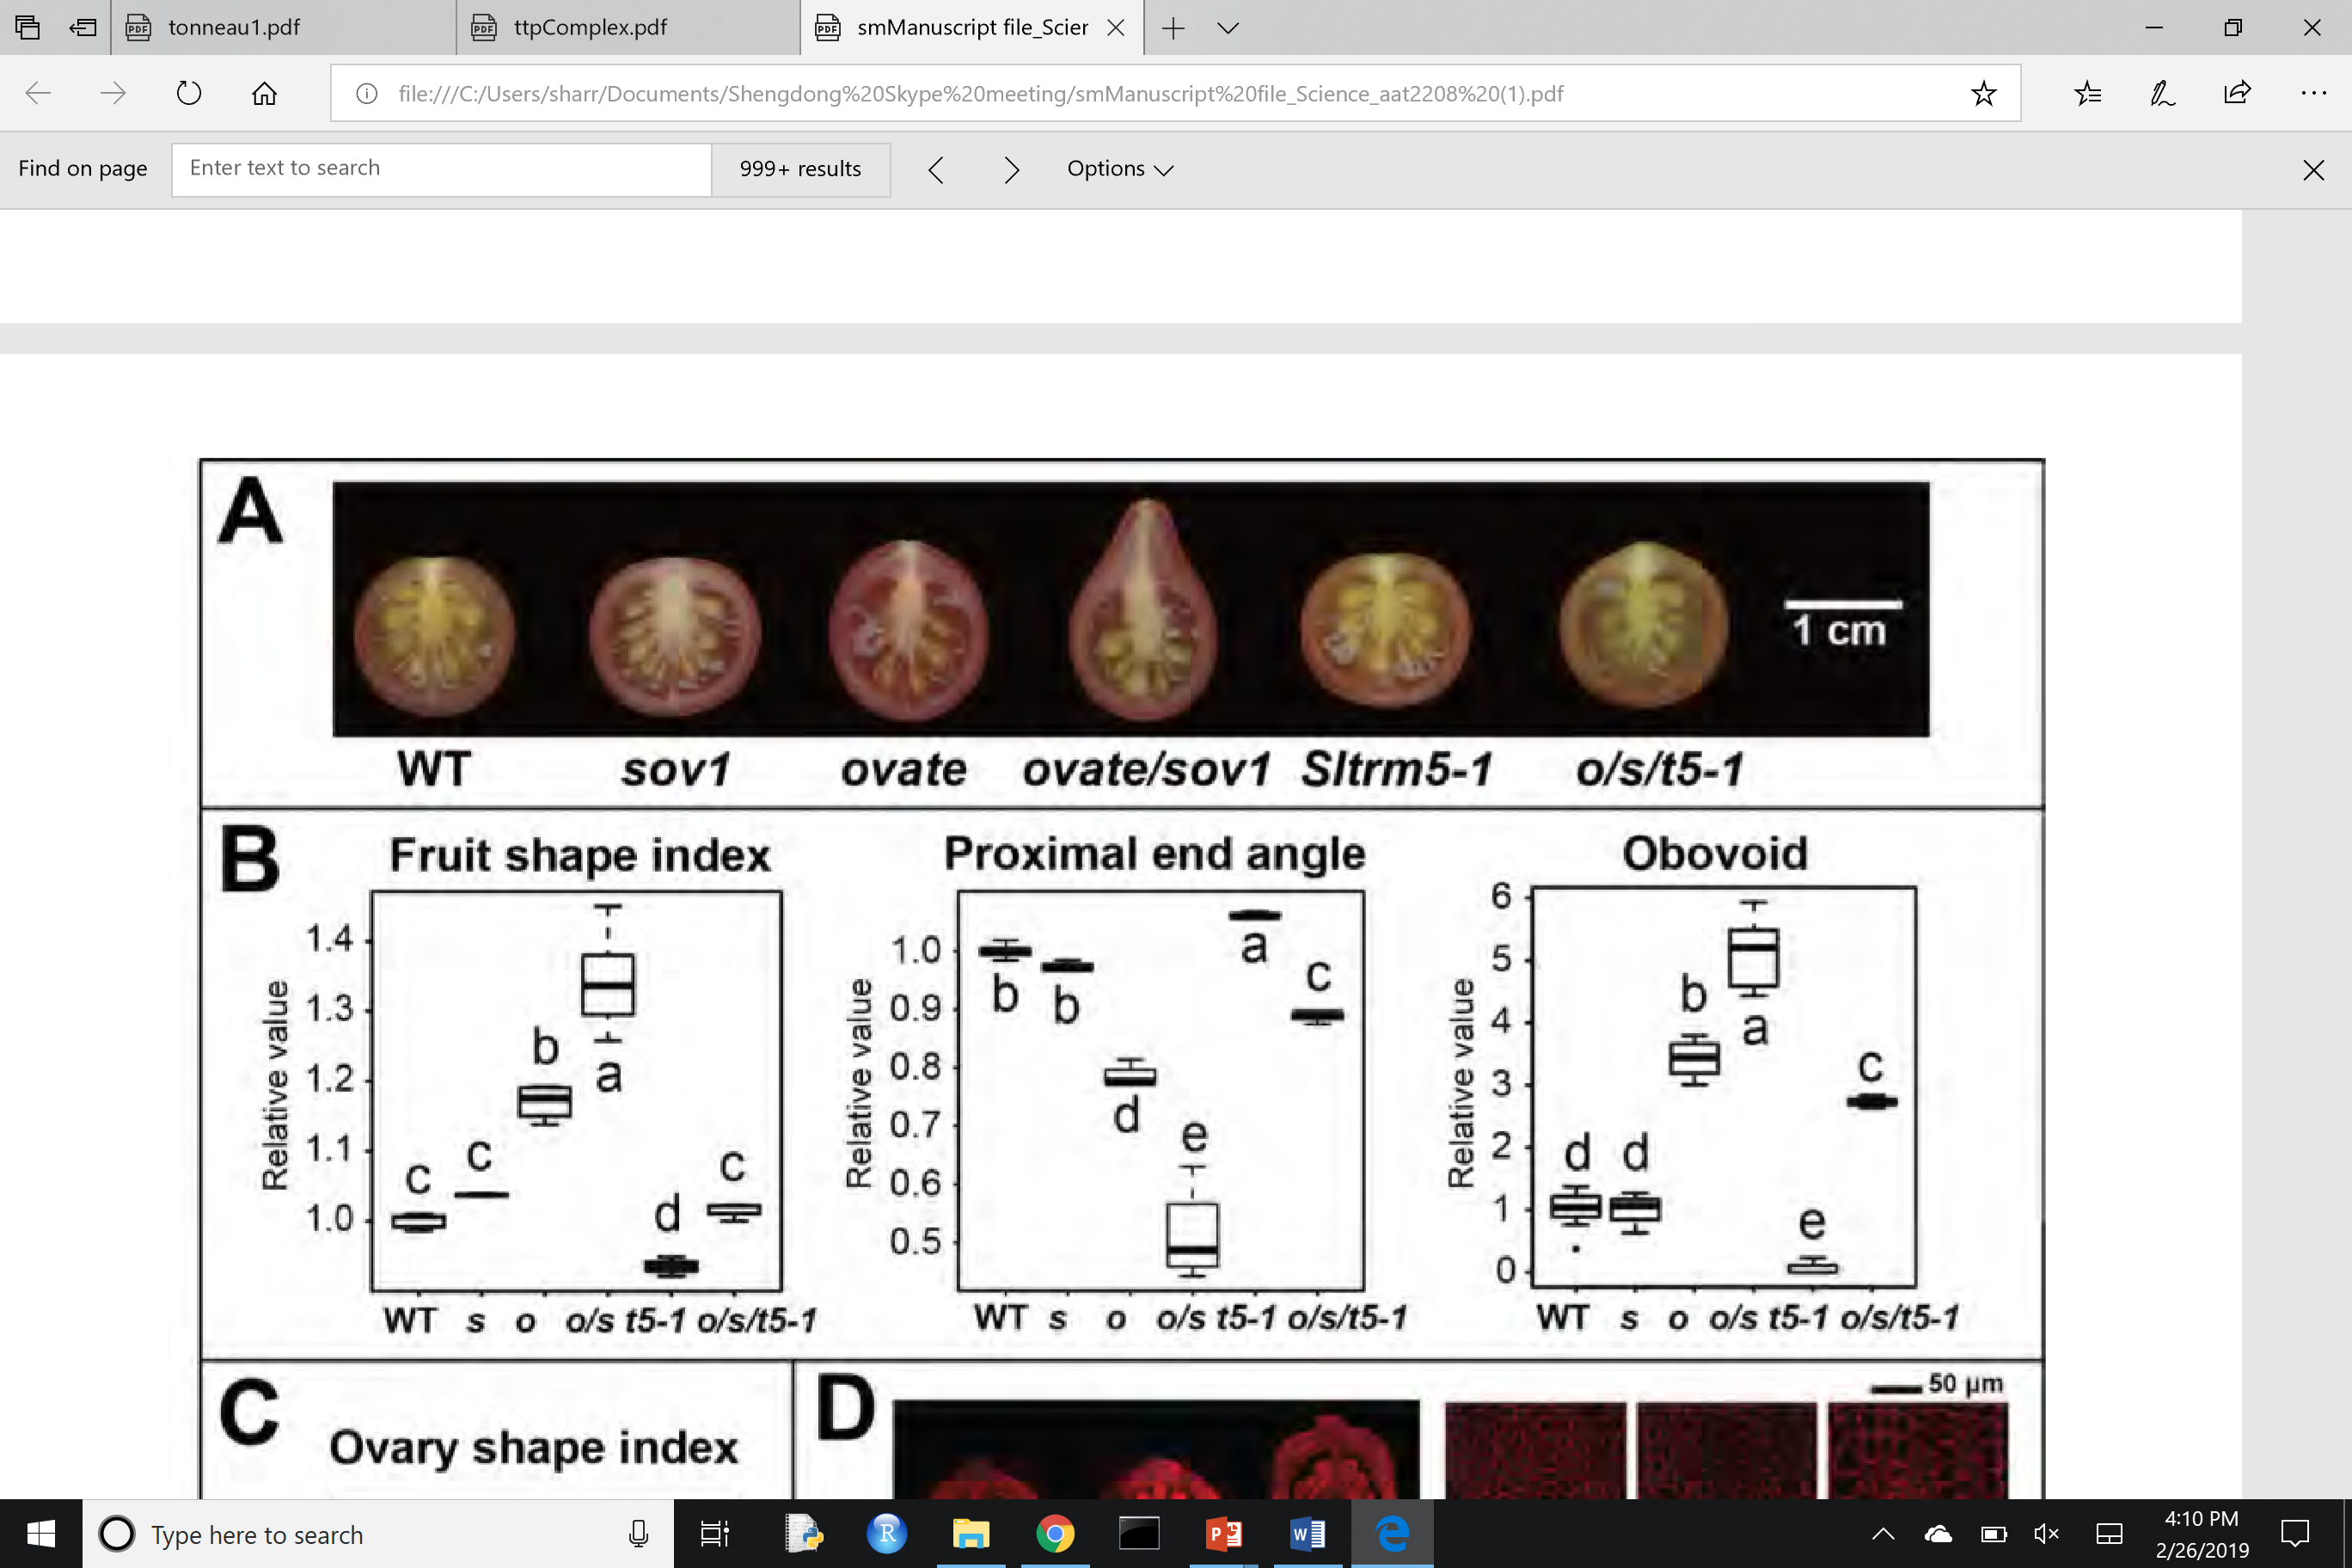 tonneau1.pdf
ttpComplex.pdf
smManuscript file_Scier
file:///C:/Users/sharr/Documents/Shengdong%20Skype%20meeting/smManuscript%20file_Science_aat2208%20(1).pdf
Find on page
Enter text to search
999+ results
Options
A
1 cm
WT sov1 ovate ovate/sov1 Sltrm5-1 o/s/t5-1
B
Fruit shape index
Relative value
1.4
1.3
1.2
1.1
1.0
c c b a d c
WT s o o/s t5-1 o/s/t5-1
Proximal end angle
Relative value
1.0
0.9
0.8
0.7
0.6
0.5
b b d e a c
WT s o o/s t5-1 o/s/t5-1
Obovoid
Relative value
6
5
4
3
2
1
0
d d b a e c
WT s o o/s t5-1 o/s/t5-1
C
Ovary shape index
D
50 µm
Type here to search
4:10 PM
2/26/2019